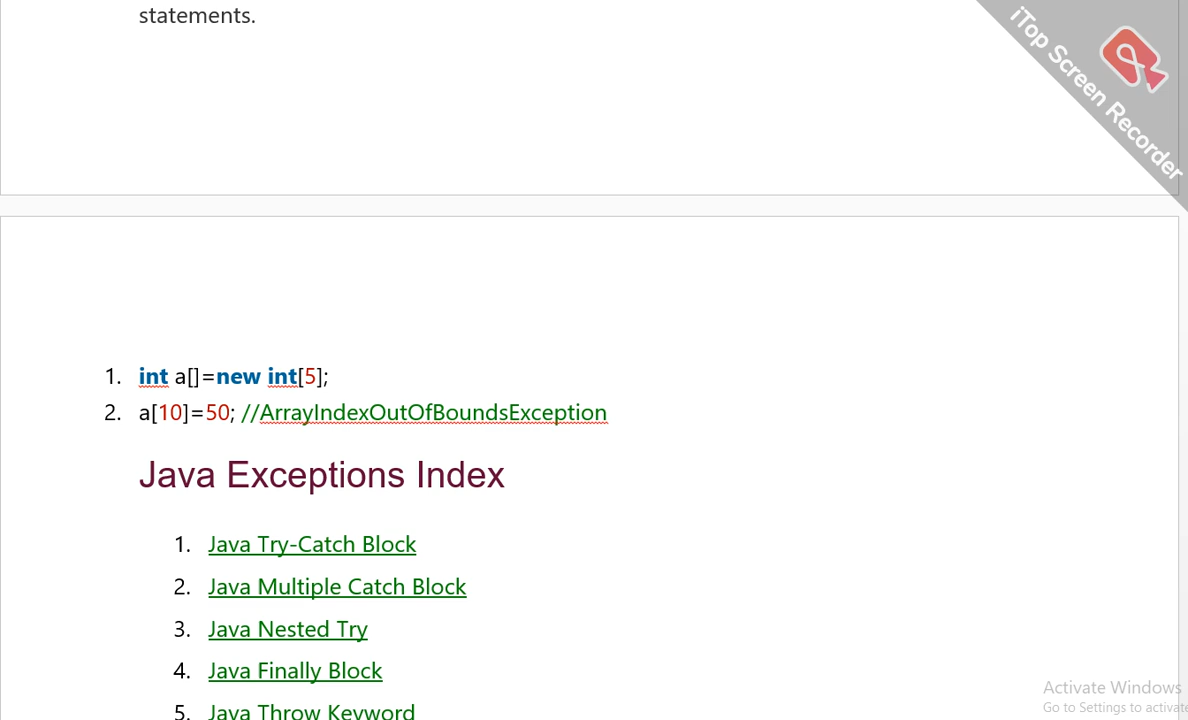 statements.
iTop Screen Recorder
1. int a[]=new int[5];
2. a[10]=50; //ArrayIndexOutOfBoundsException
Java Exceptions Index
1. Java Try-Catch Block
2. Java Multiple Catch Block
3. Java Nested Try
4. Java Finally Block
5. Java Throw Keyword
Activate Windows
Go to Settings to activate